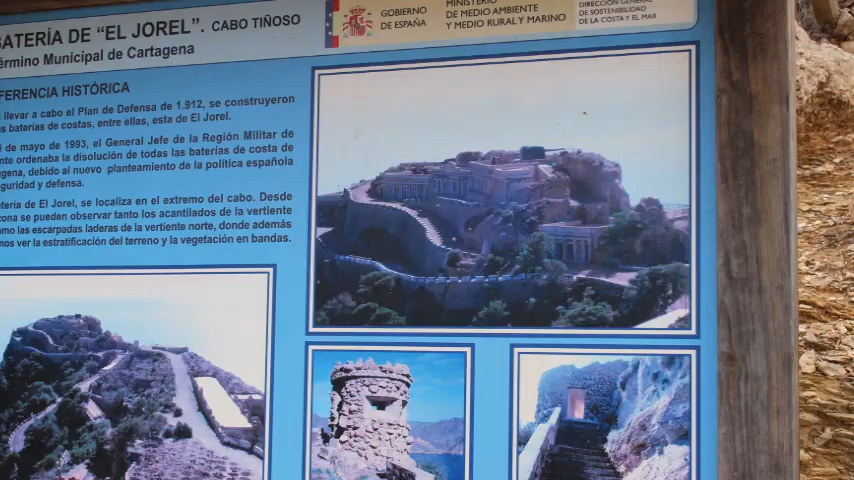 BATERÍA DE "EL JOREL". CABO TIÑOSO
Término Municipal de Cartagena
GOBIERNO
DE ESPAÑA
MINISTERIO
DE MEDIO AMBIENTE
Y MEDIO RURAL Y MARINO
DIRECCIÓN GENERAL
DE SOSTENIBILIDAD
DE LA COSTA Y EL MAR
FERENCIA HISTÓRICA
llevar a cabo el Plan de Defensa de 1.912, se construyeron
as baterías de costas, entre ellas, esta de El Jorel.
de mayo de 1993, el General Jefe de la Región Militar de
nte ordenaba la disolución de todas las baterías de costa de
gena, debido al nuevo planteamiento de la política española
guridad y defensa.
tería de El Jorel, se localiza en el extremo del cabo. Desde
zona se pueden observar tanto los acantilados de la vertiente
omo las escarpadas laderas de la vertiente norte, donde además
mos ver la estratificación del terreno y la vegetación en bandas.